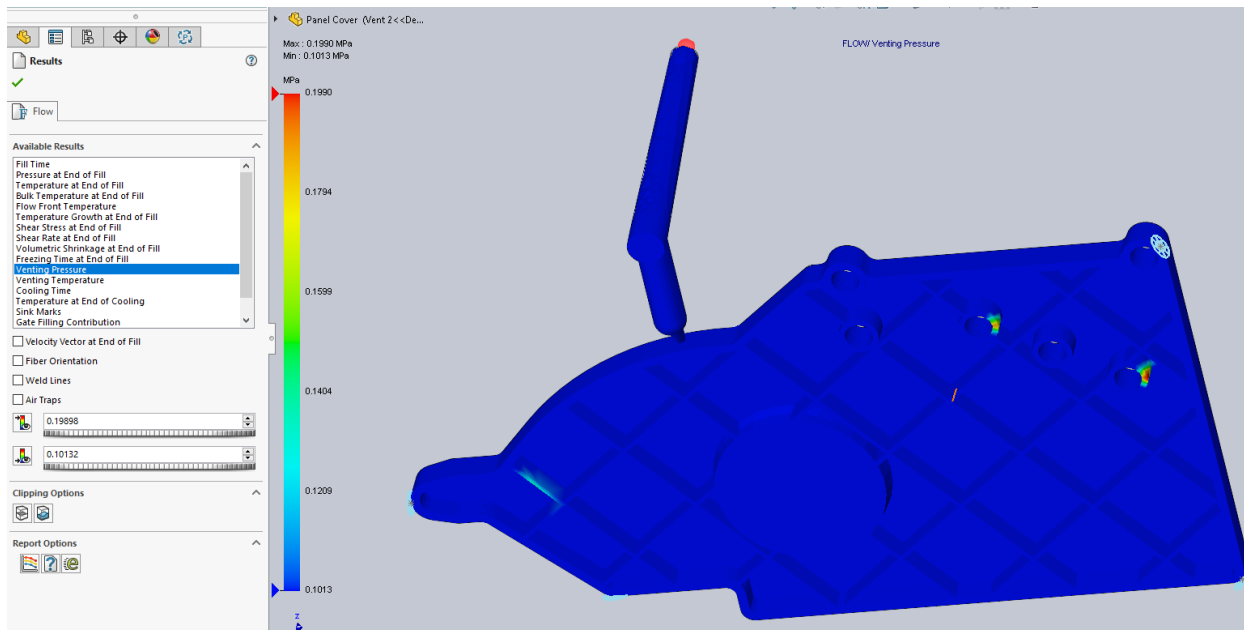 Panel Cover (Vent 2<<De...
Results
Flow
Available Results
Fill Time
Pressure at End of Fill
Temperature at End of Fill
Bulk Temperature at End of Fill
Flow Front Temperature
Temperature Growth at End of Fill
Shear Stress at End of Fill
Shear Rate at End of Fill
Volumetric Shrinkage at End of Fill
Freezing Time at End of Fill
Venting Pressure
Venting Temperature
Cooling Time
Temperature at End of Cooling
Sink Marks
Gate Filling Contribution
Velocity Vector at End of Fill
Fiber Orientation
Weld Lines
Air Traps
0.19898
0.10132
Clipping Options
Report Options
Max : 0.1990 MPa
Min : 0.1013 MPa
MPa
0.1990
0.1794
0.1599
0.1404
0.1209
0.1013
FLOW/ Venting Pressure
z